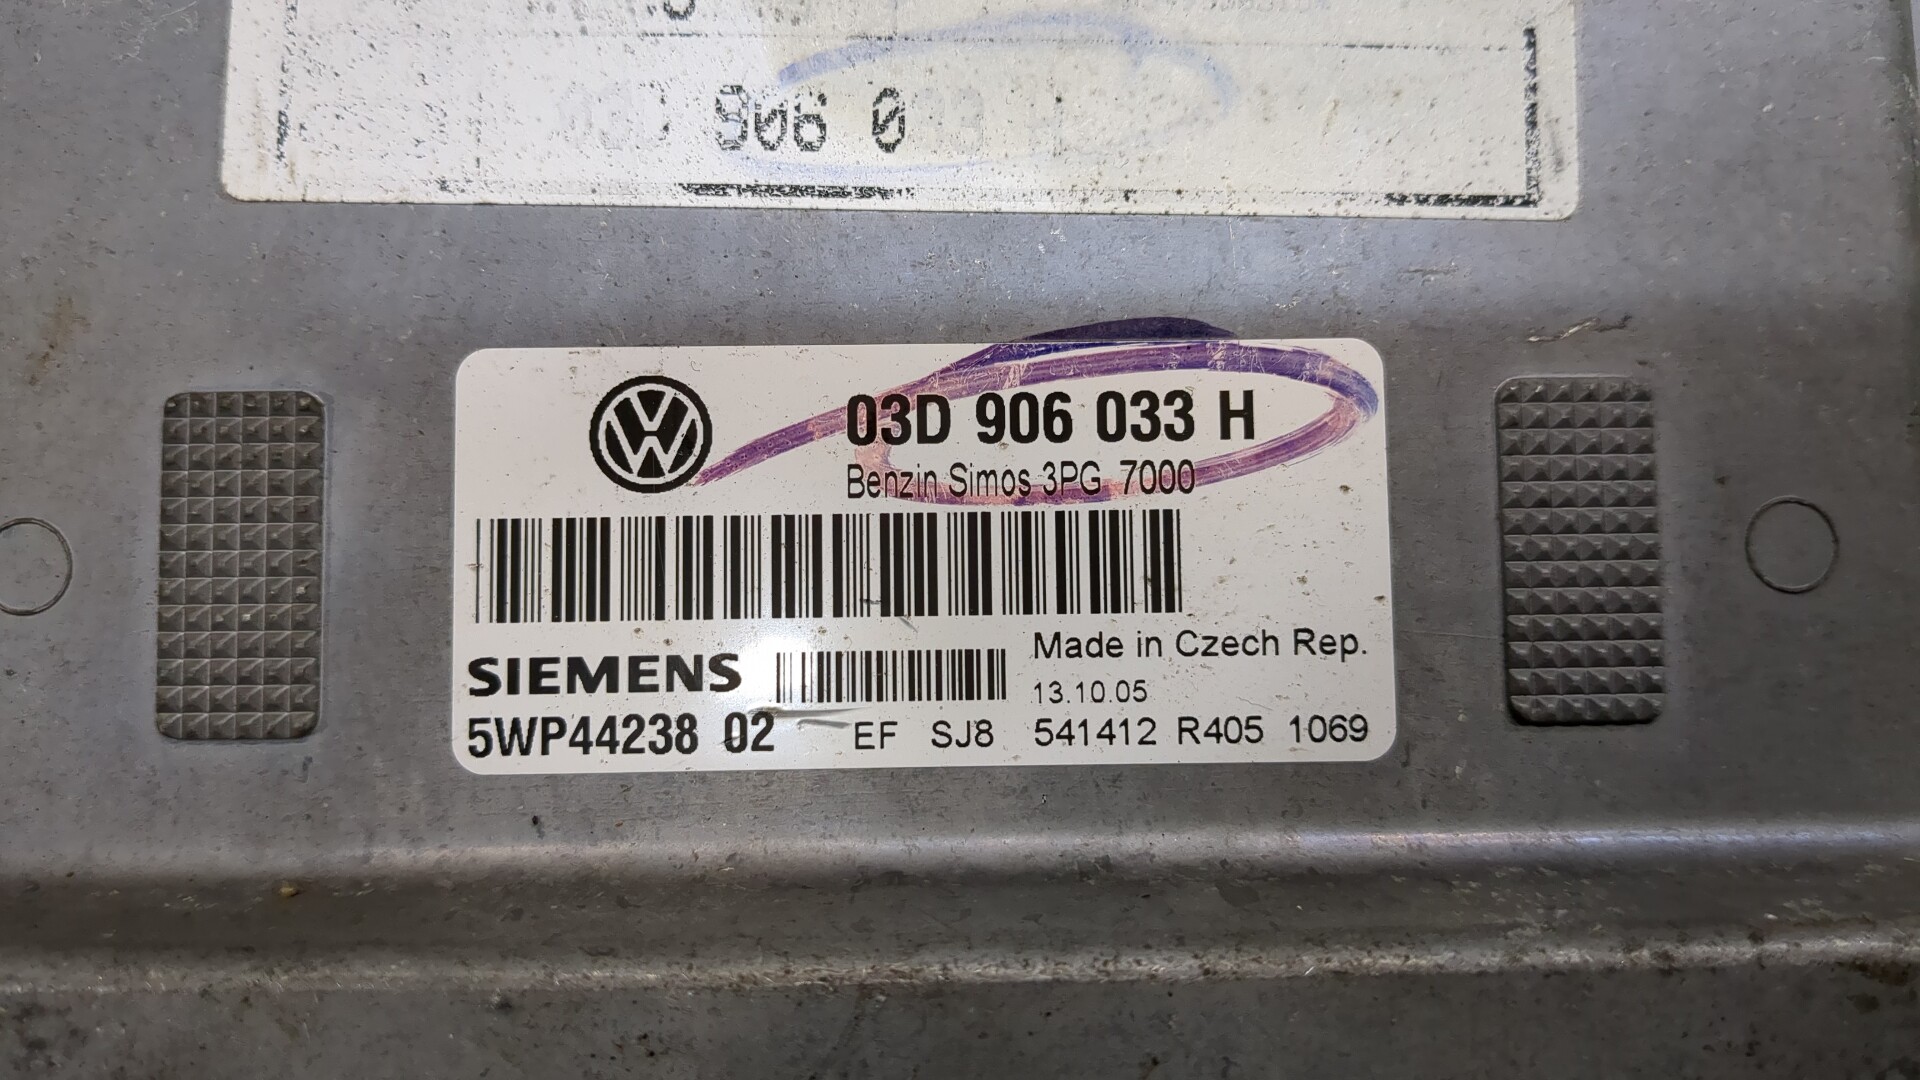 906 0
03D 906 033 H
Benzin Simos 3PG 7000
SIEMENS
Made in Czech Rep.
13.10.05
5WP44238 02 EF SJ8 541412 R405 1069